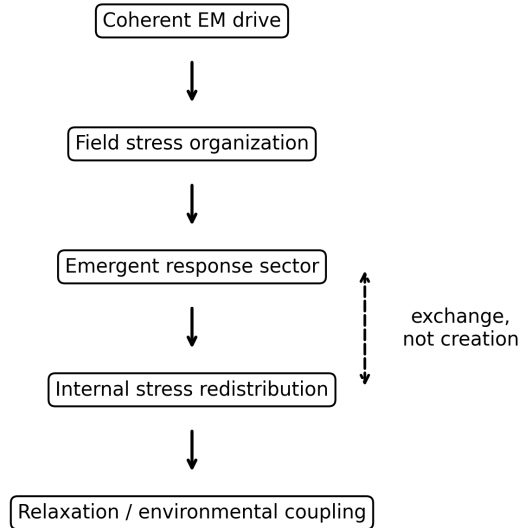 Coherent EM drive
Field stress organization
Emergent response sector
exchange,
not creation
Internal stress redistribution
Relaxation / environmental coupling